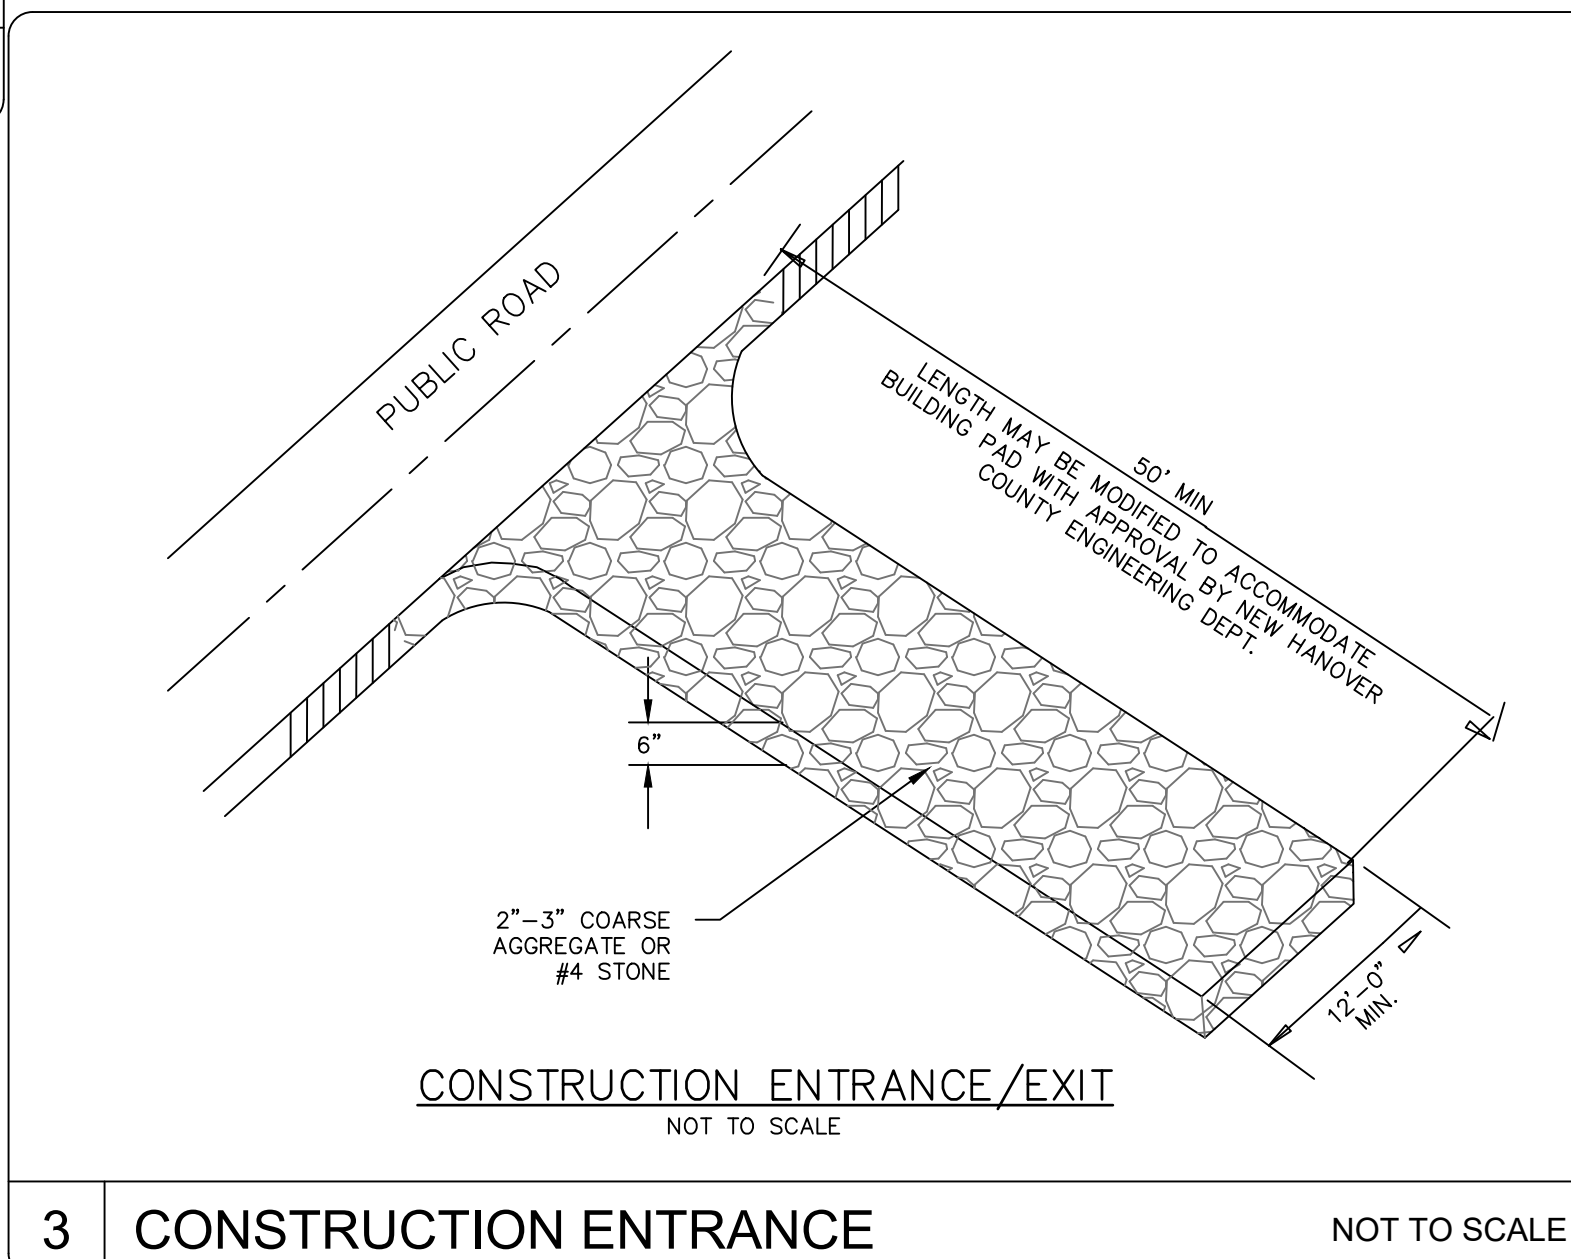 PUBLIC ROAD
50' MIN
LENGTH MAY BE MODIFIED TO ACCOMMODATE
BUILDING PAD WITH APPROVAL BY NEW HANOVER
COUNTY ENGINEERING DEPT.
6"
2"-3" COARSE
AGGREGATE OR
#4 STONE
12'-0"
MIN.
CONSTRUCTION ENTRANCE/EXIT
NOT TO SCALE
3 CONSTRUCTION ENTRANCE NOT TO SCALE